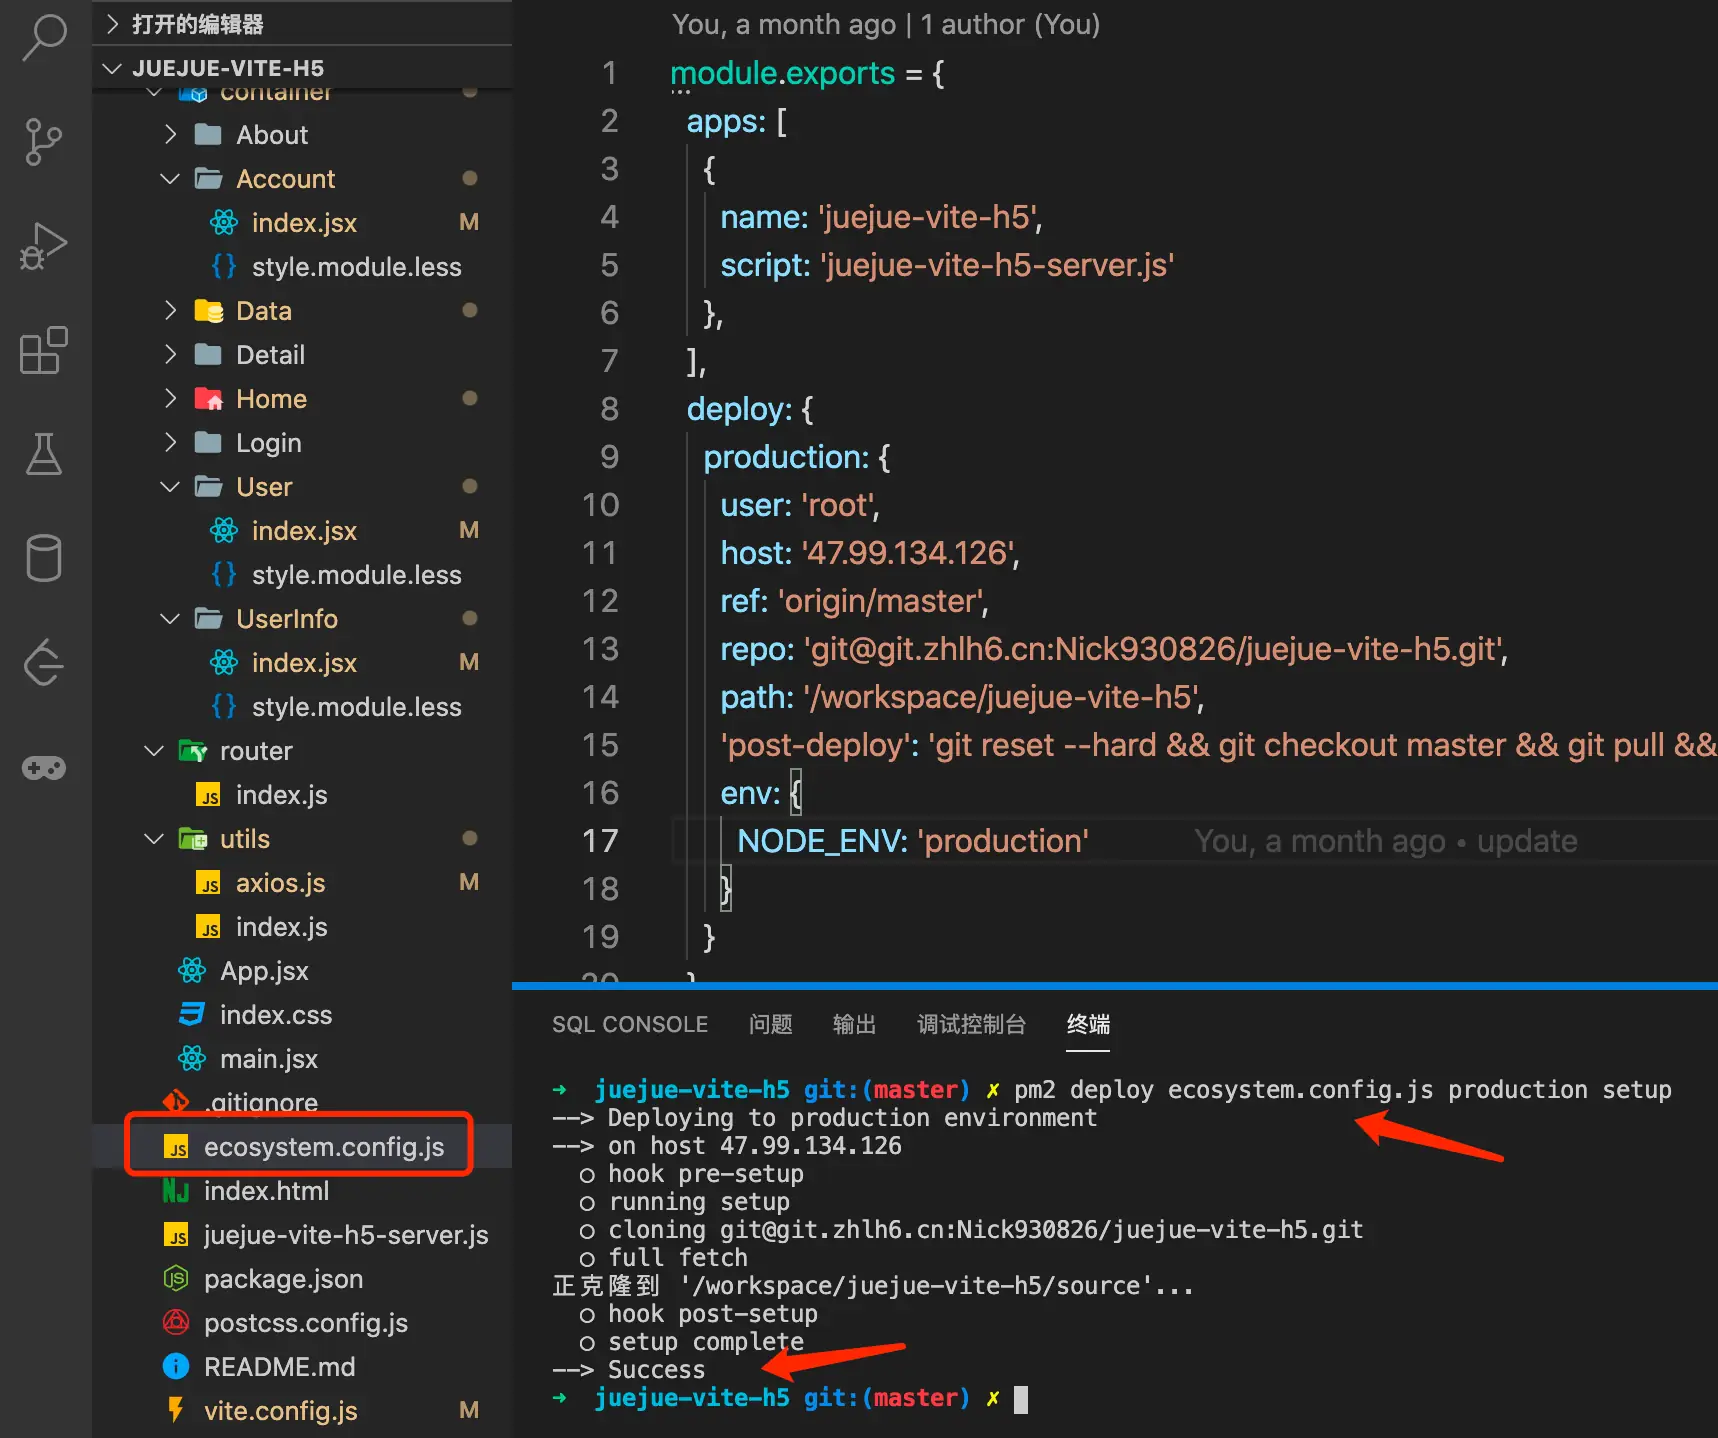 打开的编辑器
JUEJUE-VITE-H5
container
About
Account
index.jsx M
style.module.less
Data
Detail
Home
Login
User
index.jsx M
style.module.less
UserInfo
index.jsx M
style.module.less
router
index.js
utils
axios.js M
index.js
App.jsx
index.css
main.jsx
.gitignore
ecosystem.config.js
index.html
juejue-vite-h5-server.js
package.json
postcss.config.js
README.md
vite.config.js M
You, a month ago | 1 author (You)
1 module.exports = {
2 apps: [
3 {
4 name: 'juejue-vite-h5',
5 script: 'juejue-vite-h5-server.js'
6 },
7 ],
8 deploy: {
9 production: {
10 user: 'root',
11 host: '47.99.134.126',
12 ref: 'origin/master',
13 repo: 'git@git.zhlh6.cn:Nick930826/juejue-vite-h5.git',
14 path: '/workspace/juejue-vite-h5',
15 'post-deploy': 'git reset --hard && git checkout master && git pull &&
16 env: {
17 NODE_ENV: 'production' You, a month ago • update
18 }
19 }
20 }
SQL CONSOLE 问题 输出 调试控制台 终端
→ juejue-vite-h5 git:(master) ✗ pm2 deploy ecosystem.config.js production setup
--> Deploying to production environment
--> on host 47.99.134.126
○ hook pre-setup
○ running setup
○ cloning git@git.zhlh6.cn:Nick930826/juejue-vite-h5.git
○ full fetch
正克隆到 '/workspace/juejue-vite-h5/source'...
○ hook post-setup
○ setup complete
--> Success
→ juejue-vite-h5 git:(master) ✗